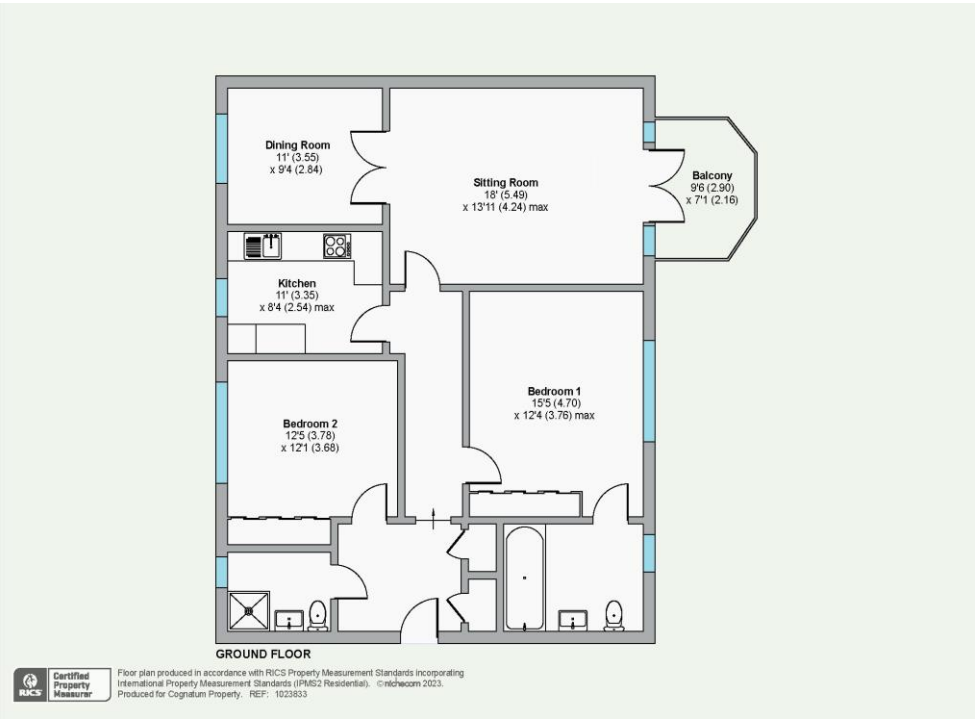 Dining Room
11' (3.55)
x 9'4 (2.84)
Sitting Room
18' (5.49)
x 13'11 (4.24) max
Balcony
9'6 (2.90)
x 7'1 (2.16)
Kitchen
11' (3.35)
x 8'4 (2.54) max
Bedroom 1
15'5 (4.70)
x 12'4 (3.76) max
Bedroom 2
12'5 (3.78)
x 12'1 (3.68)
GROUND FLOOR
RICS
Certified
Property
Measurer
Floor plan produced in accordance with RICS Property Measurement Standards incorporating
International Property Measurement Standards (IPMS2 Residential). ©nichecom 2023.
Produced for Cognatum Property. REF: 1023833